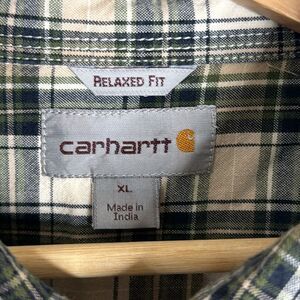 RELAXED FIT
carhartt
XL
Made in
India